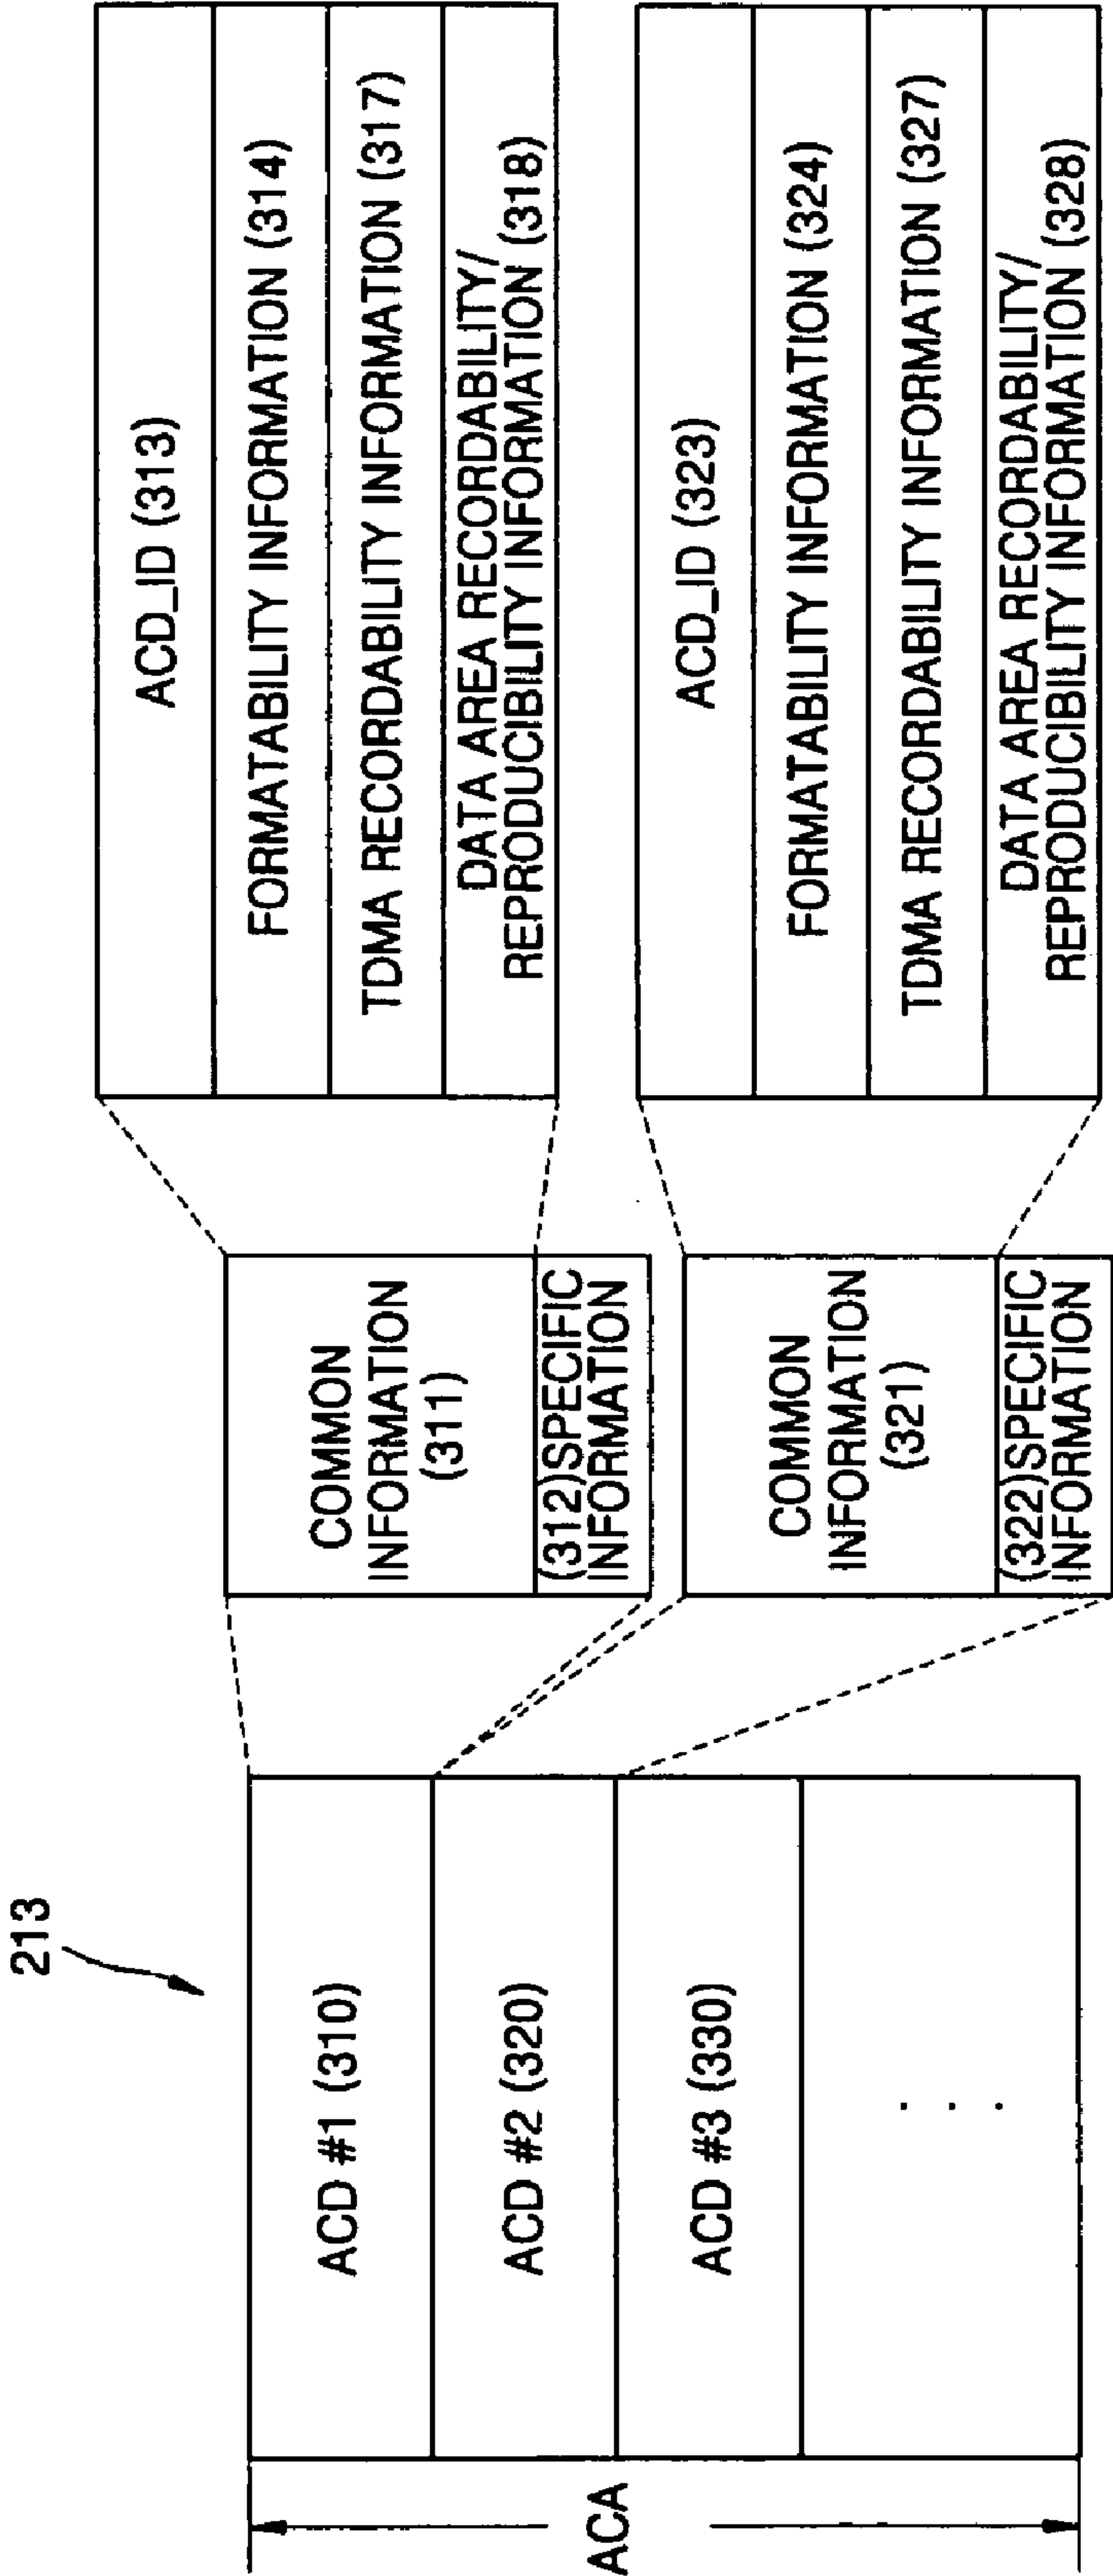 213
ACA
ACD #1 (310)
ACD #2 (320)
ACD #3 (330)
. . .
COMMON
INFORMATION
(311)
(312)SPECIFIC
INFORMATION
COMMON
INFORMATION
(321)
(322)SPECIFIC
INFORMATION
ACD_ID (313)
FORMATABILITY INFORMATION (314)
TDMA RECORDABILITY INFORMATION (317)
DATA AREA RECORDABILITY/
REPRODUCIBILITY INFORMATION (318)
ACD_ID (323)
FORMATABILITY INFORMATION (324)
TDMA RECORDABILITY INFORMATION (327)
DATA AREA RECORDABILITY/
REPRODUCIBILITY INFORMATION (328)